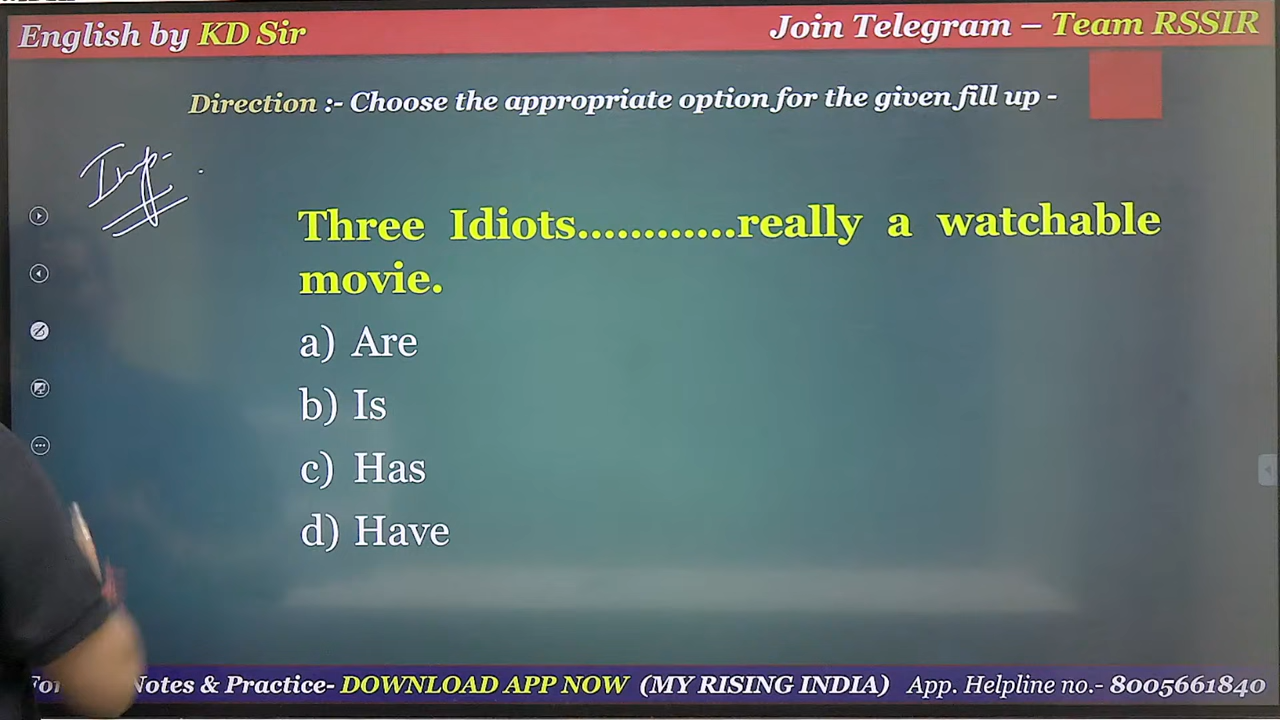 English by KD Sir
Join Telegram – Team RSSIR
Direction :- Choose the appropriate option for the given fill up -
Imp-
Three Idiots............really a watchable
movie.
a) Are
b) Is
c) Has
d) Have
Notes & Practice- DOWNLOAD APP NOW (MY RISING INDIA) App. Helpline no.- 8005661840